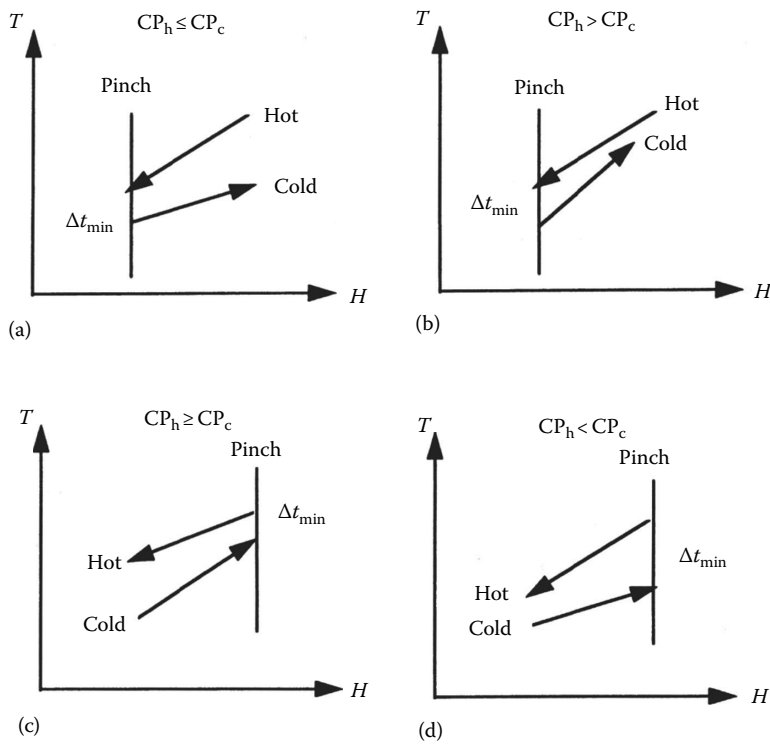 T
CPh ≤ CPc
Pinch
Hot
Cold
Δtmin
H
(a)
T
CPh > CPc
Pinch
Hot
Cold
Δtmin
H
(b)
T
CPh ≥ CPc
Pinch
Δtmin
Hot
Cold
H
(c)
T
CPh < CPc
Pinch
Δtmin
Hot
Cold
H
(d)